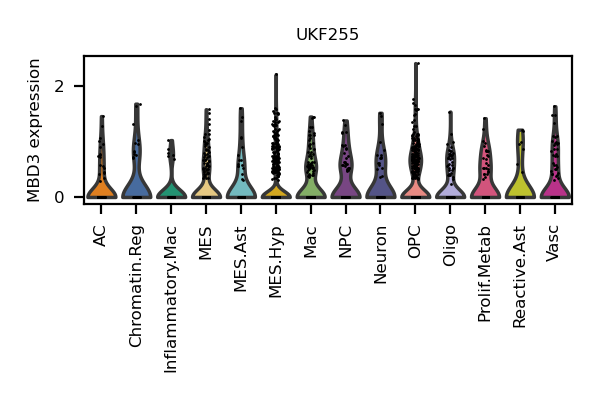 UKF255
MBD3 expression
2
0
AC
Chromatin.Reg
Inflammatory.Mac
MES
MES.Ast
MES.Hyp
Mac
NPC
Neuron
OPC
Oligo
Prolif.Metab
Reactive.Ast
Vasc